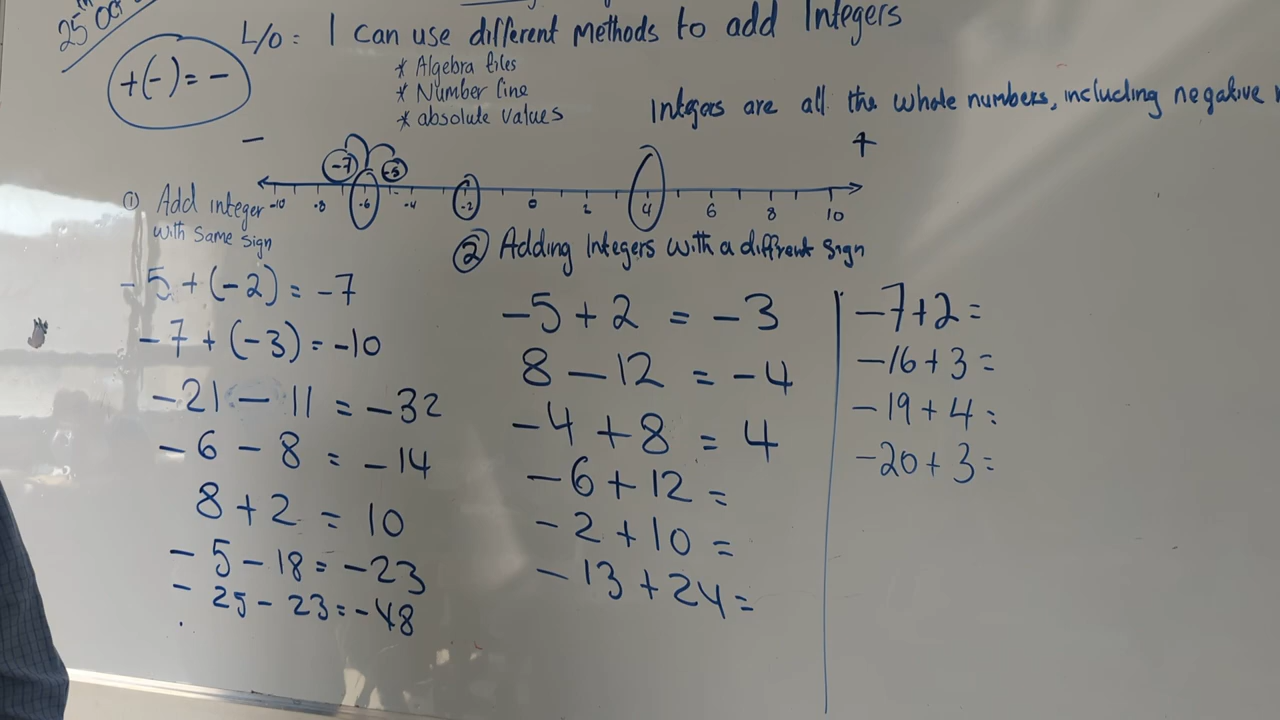 25th Oct
L/O: I can use different methods to add Integers
+(-) = -
* Algebra tiles
* Number line
* absolute values
Integers are all the whole numbers, including negative
- +
-7 -5
-10 -8 -6 -4 -2 0 2 4 6 8 10
① Add integer
with same sign
-5 + (-2) = -7
-7 + (-3) = -10
-21 - 11 = -32
-6 - 8 = -14
8 + 2 = 10
-5 - 18 = -23
-25 - 23 = -48
② Adding Integers with a different sign
-5 + 2 = -3
8 - 12 = -4
-4 + 8 = 4
-6 + 12 =
-2 + 10 =
-13 + 24 =
-7 + 2 =
-16 + 3 =
-19 + 4 =
-20 + 3 =